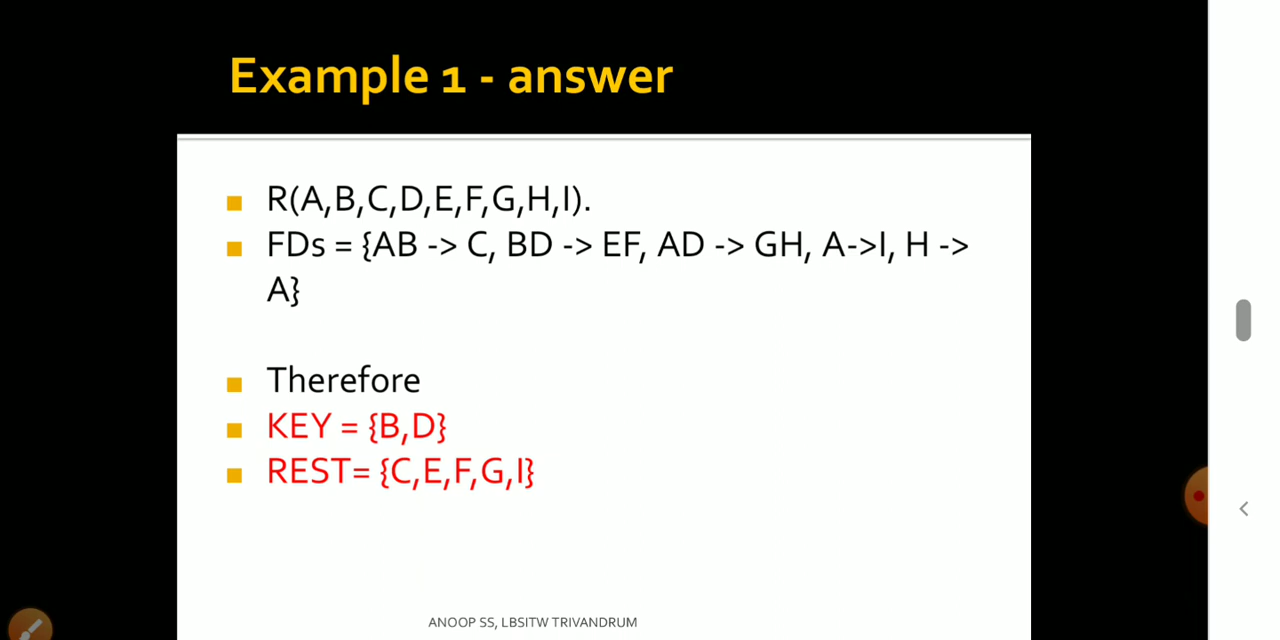 Example 1 - answer
R(A,B,C,D,E,F,G,H,I).
FDs = {AB -> C, BD -> EF, AD -> GH, A->I, H ->
A}
Therefore
KEY = {B,D}
REST= {C,E,F,G,I}
ANOOP SS, LBSITW TRIVANDRUM